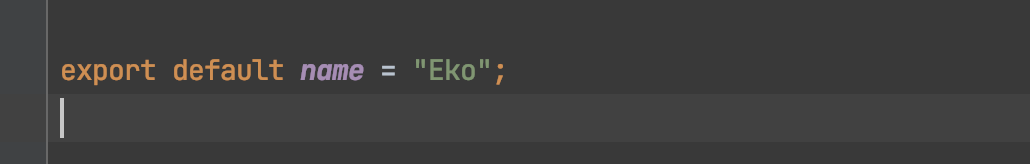 export default name = "Eko";